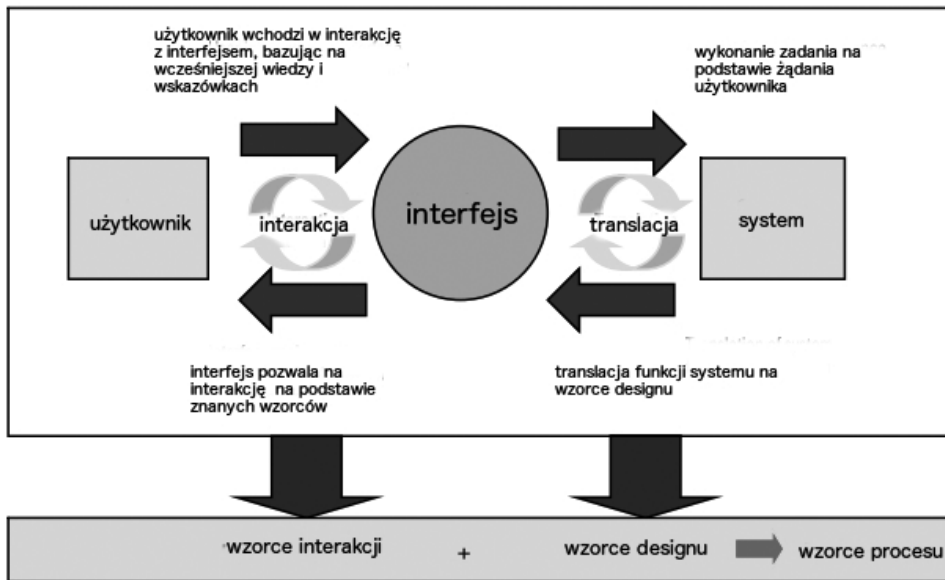 użytkownik wchodzi w interakcję
z interfejsem, bazując na
wcześniejszej wiedzy i
wskazówkach
wykonanie zadania na
podstawie żądania
użytkownika
użytkownik
interakcja
interfejs
translacja
system
interfejs pozwala na
interakcję na podstawie
znanych wzorców
translacja funkcji systemu na
wzorce designu
wzorce interakcji
+
wzorce designu
wzorce procesu